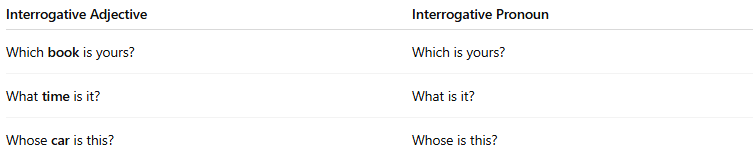 Interrogative Adjective Interrogative Pronoun
Which book is yours? Which is yours?
What time is it? What is it?
Whose car is this? Whose is this?